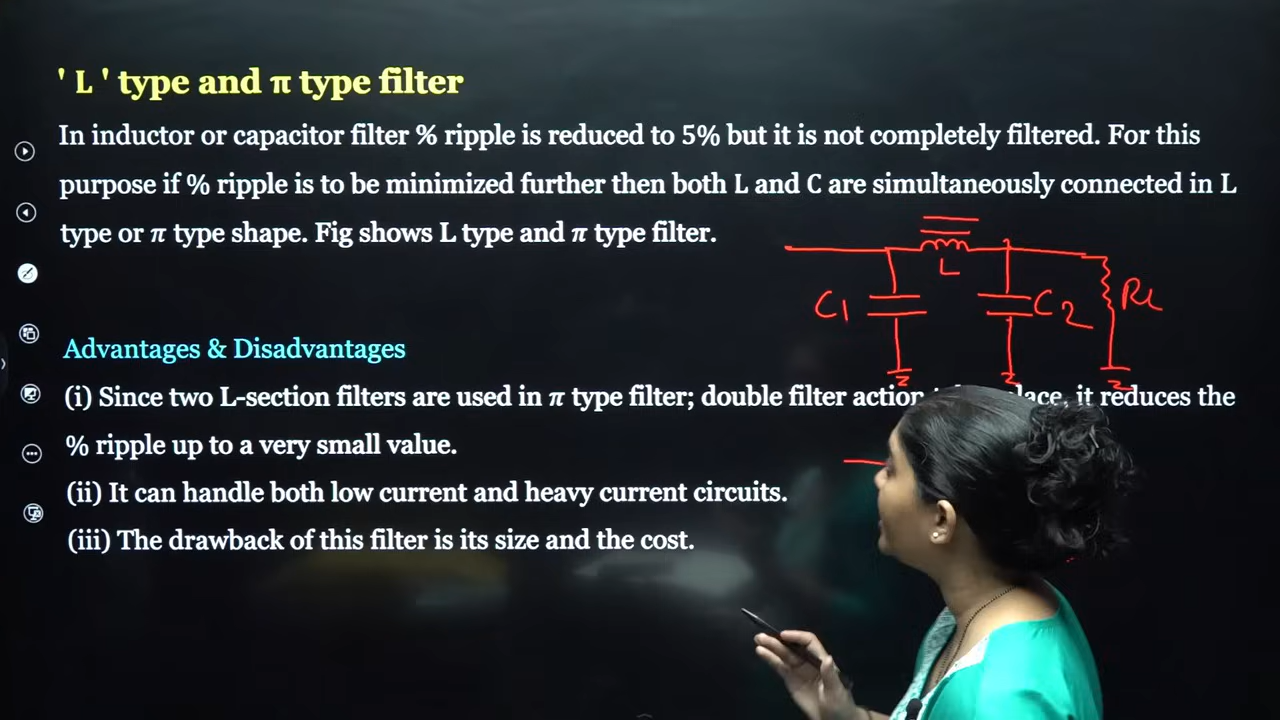 ' L ' type and π type filter
In inductor or capacitor filter % ripple is reduced to 5% but it is not completely filtered. For this
purpose if % ripple is to be minimized further then both L and C are simultaneously connected in L
type or π type shape. Fig shows L type and π type filter.
L
C1
C2
RL
Advantages & Disadvantages
(i) Since two L-section filters are used in π type filter; double filter action it reduces the
% ripple up to a very small value.
(ii) It can handle both low current and heavy current circuits.
(iii) The drawback of this filter is its size and the cost.